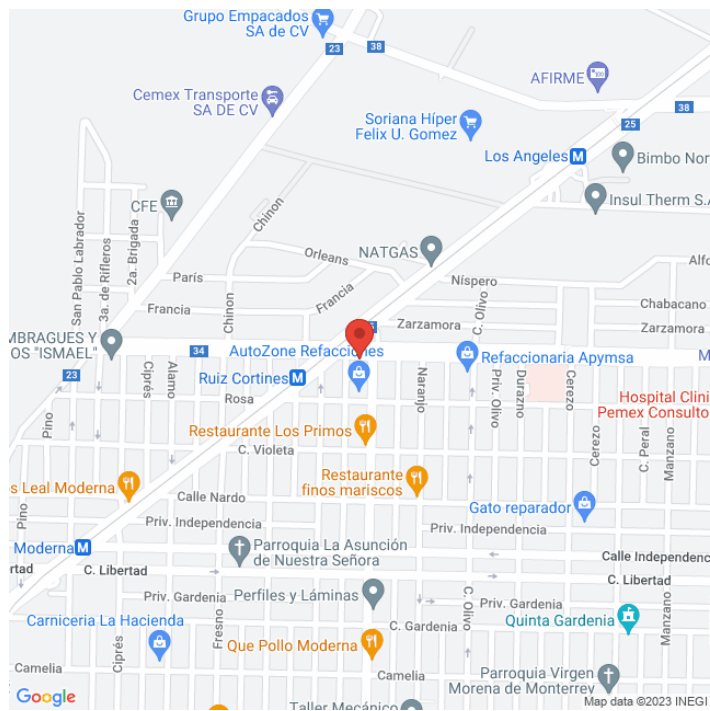 Grupo Empacados
SA de CV
23
38
Cemex Transporte
SA DE CV
AFIRME
38
Soriana Híper
Felix U. Gomez
25
Los Angeles
M
Bimbo Nor
CFE
Insul Therm S.A
Chinon
San Pablo Labrador
3a. de Rifleros
2a. Brigada
Orleans
NATGAS
Alfo
París
Níspero
Francia
Francia
Chinon
C. Olivo
Chabacano
Zarzamora
Zarzamora
MBRAGUES Y
OS "ISMAEL"
34
AutoZone Refacciones
Refaccionaria Apymsa
M
23
Ciprés
Alamo
Ruiz Cortines
M
Naranjo
Priv. Olivo
Durazno
Cerezo
Rosa
Hospital Clini
Pemex Consulto
Pino
Restaurante Los Primos
C. Violeta
Cerezo
C. Peral
Manzano
Restaurante
finos mariscos
s Leal Moderna
Calle Nardo
Gato reparador
Pino
Priv. Independencia
Priv. Independencia
Moderna
M
Parroquia La Asunción
de Nuestra Señora
Calle Independenc
ertad
C. Libertad
C. Libertad
Priv. Gardenia
Perfiles y Láminas
Priv. Gardenia
Carniceria La Hacienda
Fresno
C. Olivo
Quinta Gardenia
Manzano
C. Gardenia
Que Pollo Moderna
Ciprés
Camelia
Camelia
Parroquia Virgen
Morena de Monterrey
Google
Taller Mecánico
Map data ©2023 INEGI